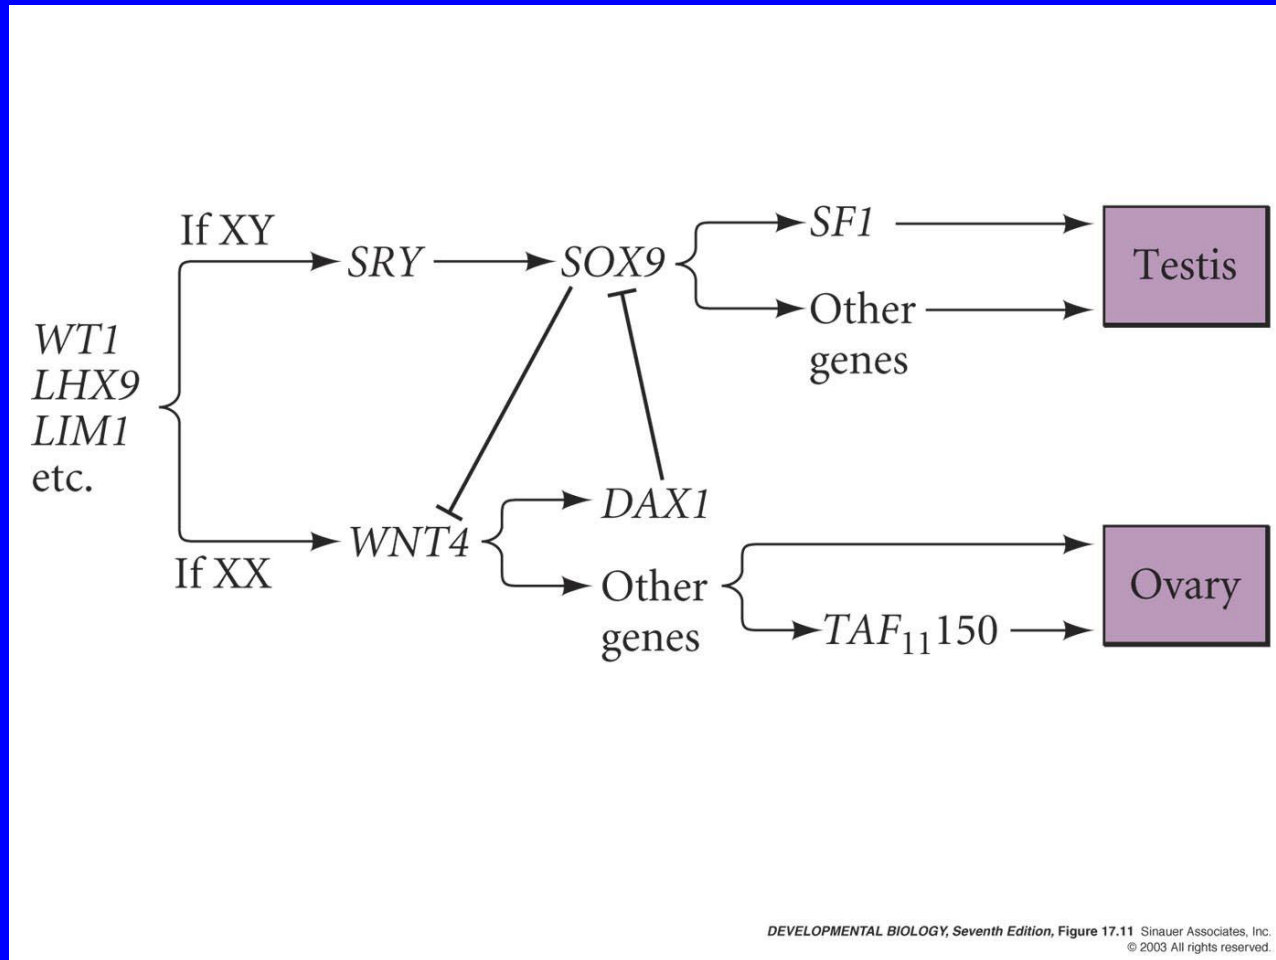 If XY
SRY
SOX9
SF1
Other
genes
Testis
WT1
LHX9
LIM1
etc.
If XX
WNT4
DAX1
Other
genes
TAF₁₁150
Ovary
DEVELOPMENTAL BIOLOGY, Seventh Edition, Figure 17.11 Sinauer Associates, Inc.
© 2003 All rights reserved.